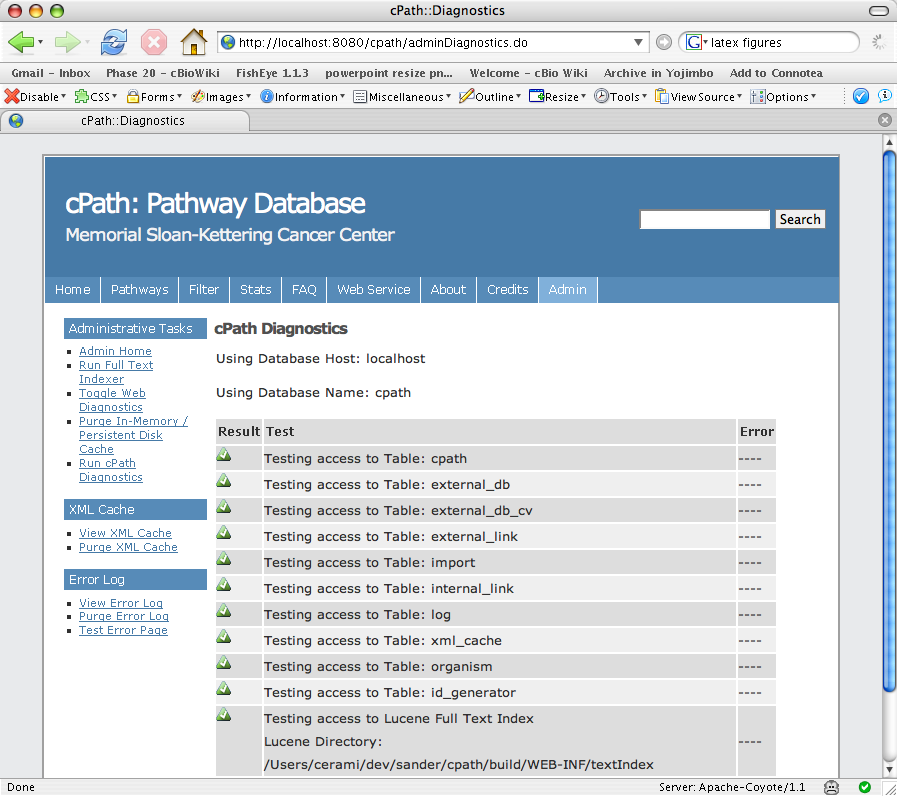 cPath::Diagnostics
http://localhost:8080/cpath/adminDiagnostics.do
G latex figures
Gmail - Inbox Phase 20 - cBioWiki FishEye 1.1.3 powerpoint resize pn... Welcome - cBio Wiki Archive in Yojimbo Add to Connotea
Disable CSS Forms Images Information Miscellaneous Outline Resize Tools View Source Options
cPath::Diagnostics
cPath: Pathway Database
Memorial Sloan-Kettering Cancer Center
Search
Home Pathways Filter Stats FAQ Web Service About Credits Admin
Administrative Tasks
Admin Home
Run Full Text
Indexer
Toggle Web
Diagnostics
Purge In-Memory /
Persistent Disk
Cache
Run cPath
Diagnostics
XML Cache
View XML Cache
Purge XML Cache
Error Log
View Error Log
Purge Error Log
Test Error Page
cPath Diagnostics
Using Database Host: localhost
Using Database Name: cpath
Result Test Error
Testing access to Table: cpath ----
Testing access to Table: external_db ----
Testing access to Table: external_db_cv ----
Testing access to Table: external_link ----
Testing access to Table: import ----
Testing access to Table: internal_link ----
Testing access to Table: log ----
Testing access to Table: xml_cache ----
Testing access to Table: organism ----
Testing access to Table: id_generator ----
Testing access to Lucene Full Text Index
Lucene Directory: ----
/Users/cerami/dev/sander/cpath/build/WEB-INF/textIndex
Done Server: Apache-Coyote/1.1